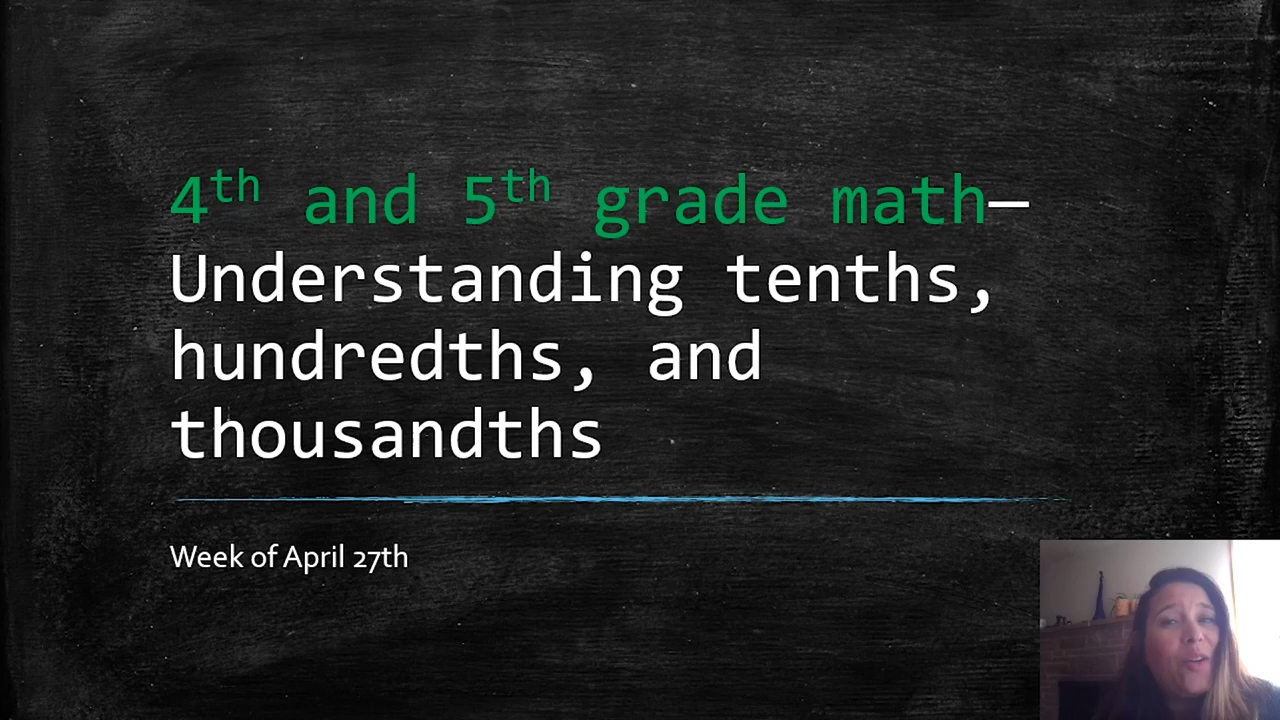 4th and 5th grade math—
Understanding tenths,
hundredths, and
thousandths
Week of April 27th